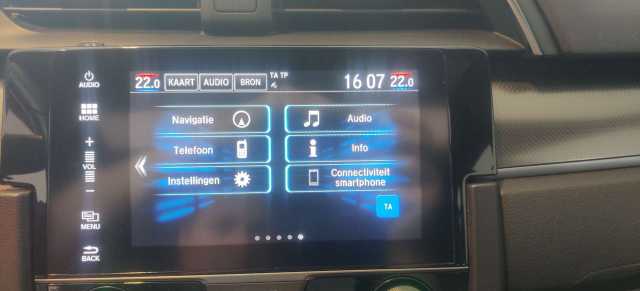 AUDIO
HOME
+
VOL
−
MENU
BACK
22.0 KAART AUDIO BRON TA TP 16 07 22.0
Navigatie
Audio
Telefoon
Info
Instellingen
Connectiviteit
smartphone
TA